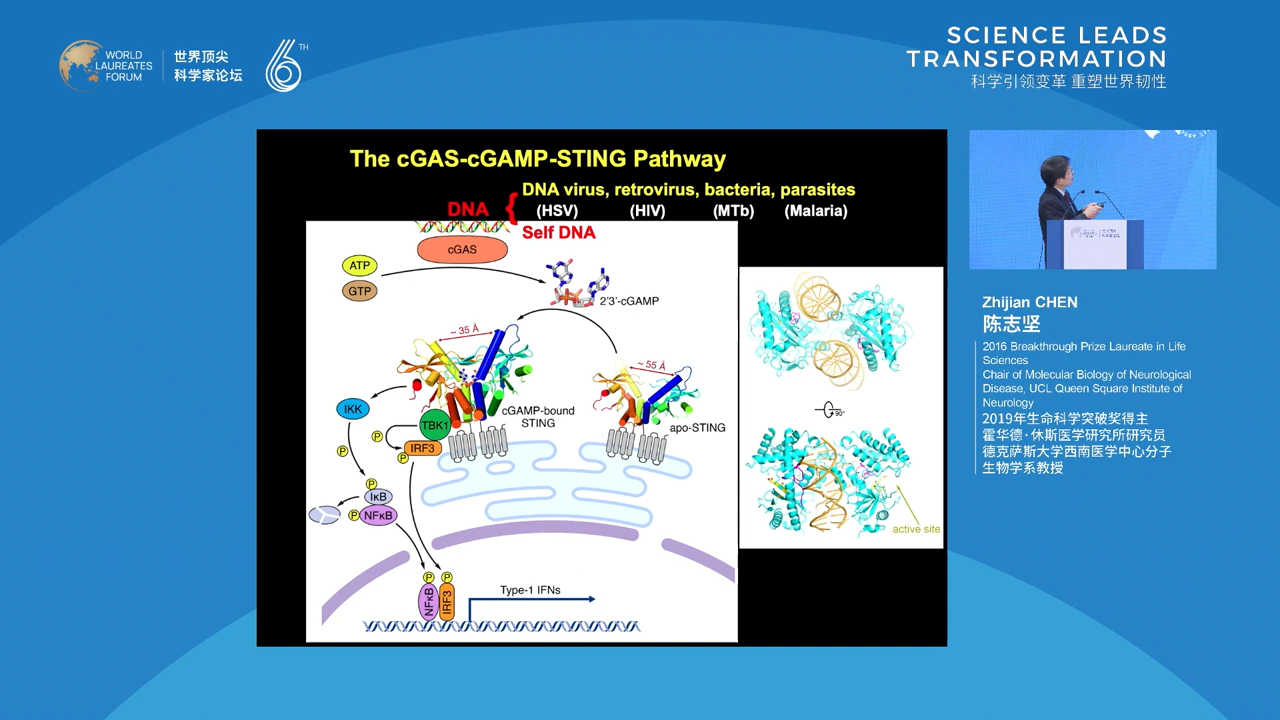 WORLD
LAUREATES
FORUM
世界顶尖
科学家论坛
6TH
SCIENCE LEADS
TRANSFORMATION
科学引领变革 重塑世界韧性
The cGAS-cGAMP-STING Pathway
DNA virus, retrovirus, bacteria, parasites
DNA { (HSV) (HIV) (MTb) (Malaria)
Self DNA
cGAS
ATP
GTP
2'3'-cGAMP
~ 35 Å
~ 55 Å
IKK
cGAMP-bound
STING
TBK1
apo-STING
P
IRF3
P
P
P
IκB
P
NFκB
P
P
NFκB
IRF3
Type-1 IFNs
90°
active site
Zhijian CHEN
陈志坚
2016 Breakthrough Prize Laureate in Life
Sciences
Chair of Molecular Biology of Neurological
Disease, UCL Queen Square Institute of
Neurology
2019年生命科学突破奖得主
霍华德·休斯医学研究所研究员
德克萨斯大学西南医学中心分子
生物学系教授